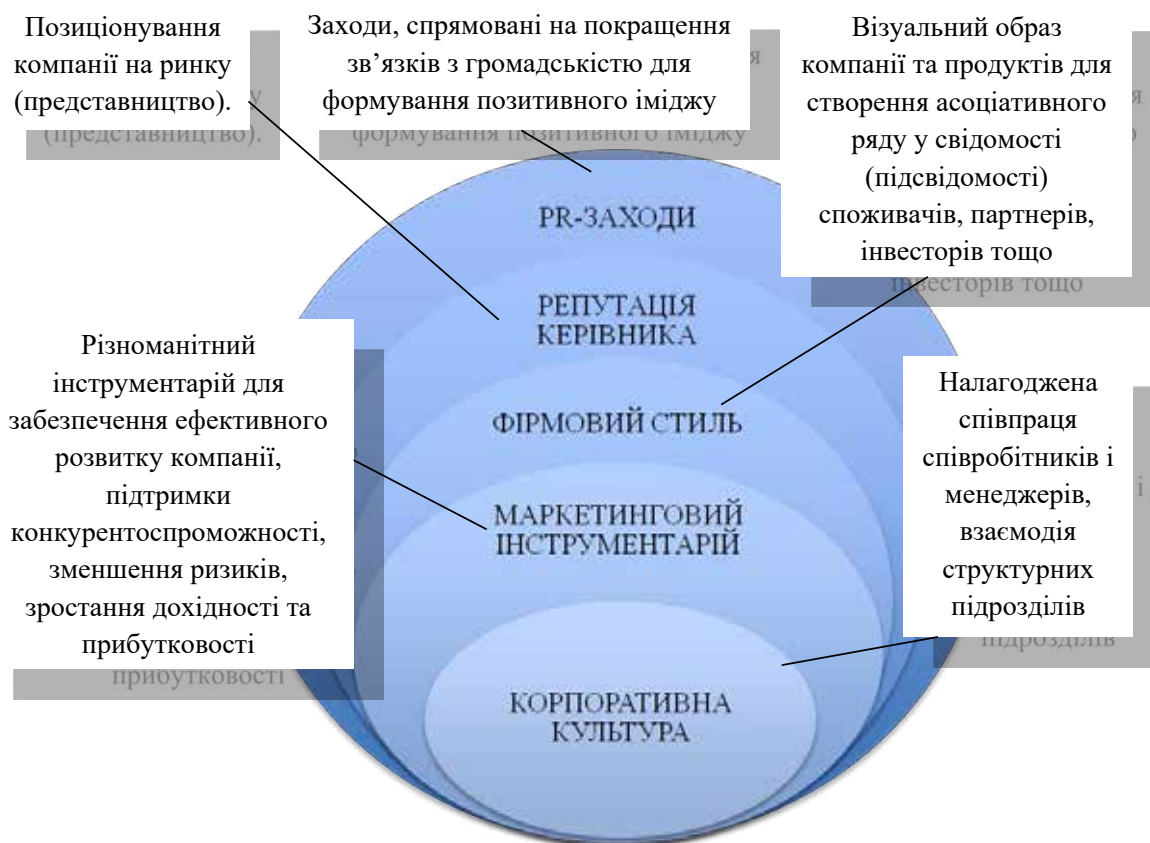 Позиціонування
компанії на ринку
(представництво).
Заходи, спрямовані на покращення
зв’язків з громадськістю для
формування позитивного іміджу
Візуальний образ
компанії та продуктів для
створення асоціативного
ряду у свідомості
(підсвідомості)
споживачів, партнерів,
інвесторів тощо
PR-ЗАХОДИ
РЕПУТАЦІЯ
КЕРІВНИКА
ФІРМОВИЙ СТИЛЬ
МАРКЕТИНГОВИЙ
ІНСТРУМЕНТАРІЙ
КОРПОРАТИВНА
КУЛЬТУРА
Різноманітний
інструментарій для
забезпечення ефективного
розвитку компанії,
підтримки
конкурентоспроможності,
зменшення ризиків,
зростання дохідності та
прибутковості
Налагоджена
співпраця
співробітників і
менеджерів,
взаємодія
структурних
підрозділів